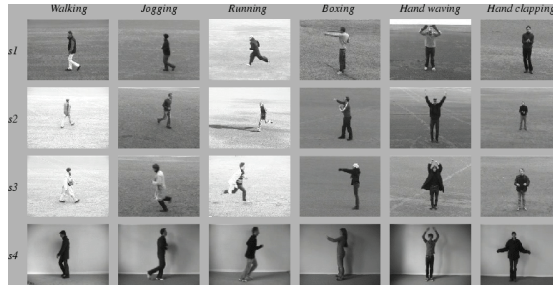 Walking Jogging Running Boxing Hand waving Hand clapping
s1
s2
s3
s4